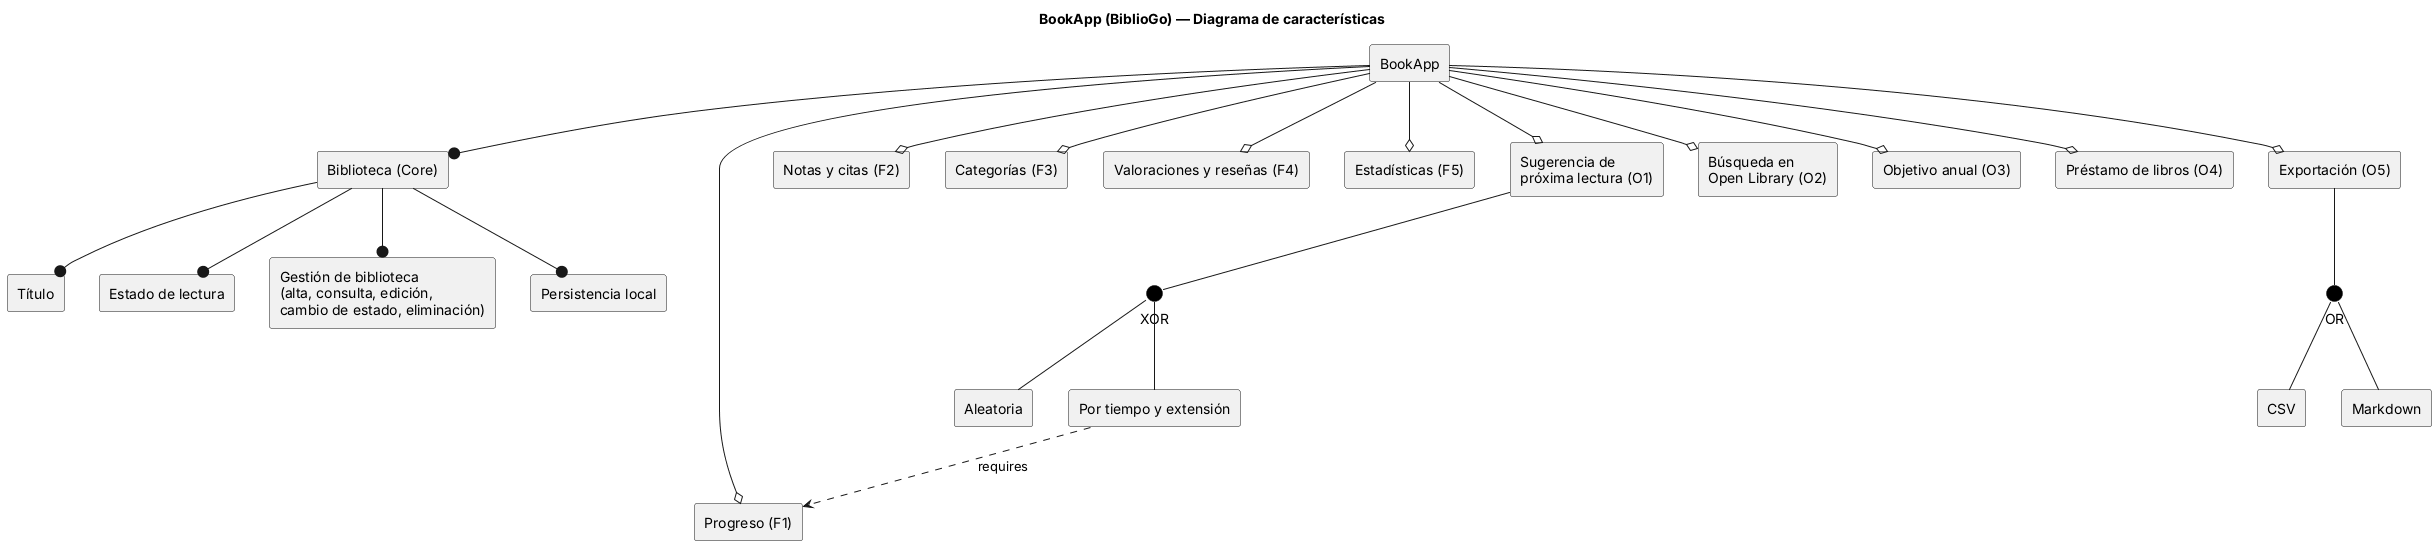 BookApp (BiblioGo) — Diagrama de características
BookApp
Biblioteca (Core)
Notas y citas (F2)
Categorías (F3)
Valoraciones y reseñas (F4)
Estadísticas (F5)
Sugerencia de
próxima lectura (O1)
Búsqueda en
Open Library (O2)
Objetivo anual (O3)
Préstamo de libros (O4)
Exportación (O5)
Título
Estado de lectura
Gestión de biblioteca
(alta, consulta, edición,
cambio de estado, eliminación)
Persistencia local
XOR
OR
Aleatoria
Por tiempo y extensión
CSV
Markdown
requires
Progreso (F1)